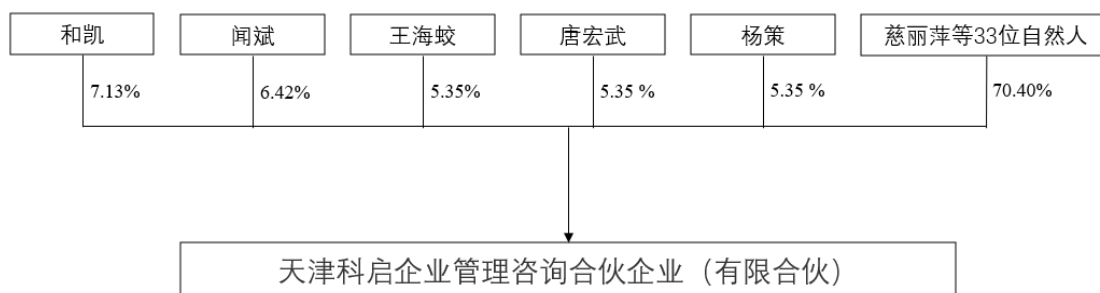 和凯
闻斌
王海蛟
唐宏武
杨策
慈丽萍等33位自然人
7.13%
6.42%
5.35%
5.35 %
5.35 %
70.40%
天津科启企业管理咨询合伙企业（有限合伙）